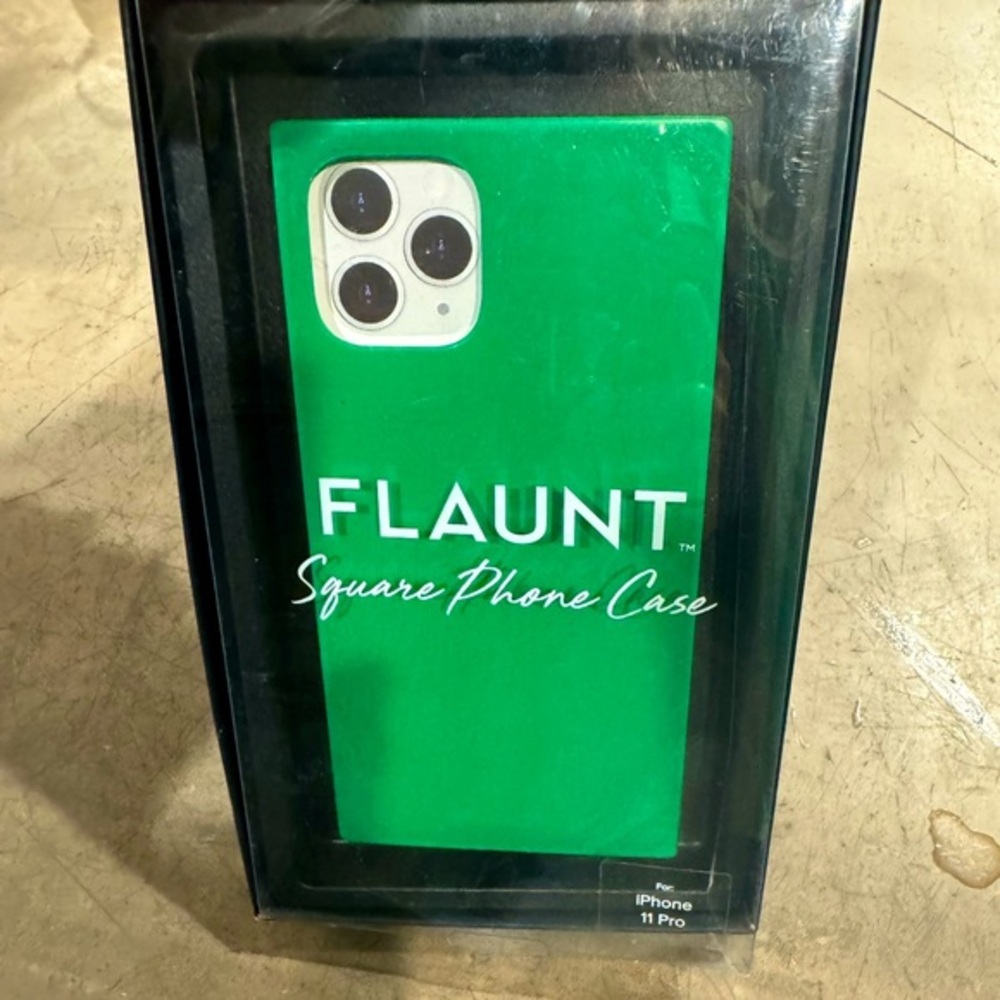 FLAUNT™
Square Phone Case
For:
iPhone
11 Pro